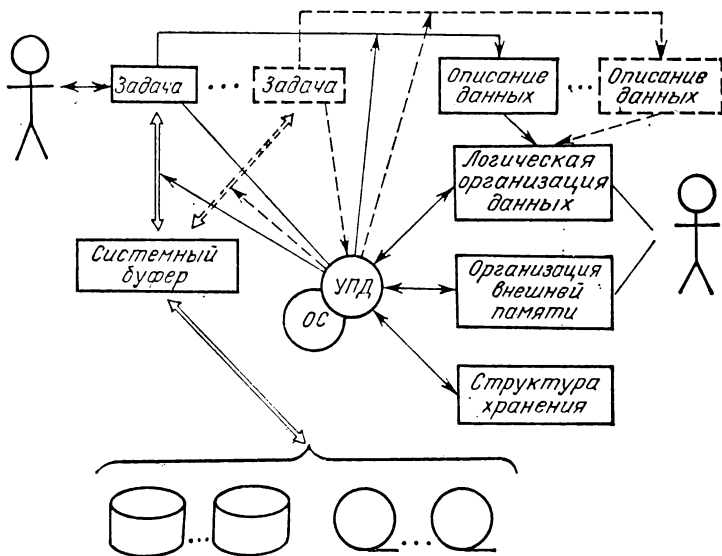 Задача
Задача
Описание
данных
Описание
данных
Логическая
организация
данных
Системный
буфер
УПД
ОС
Организация
внешней
памяти
Структура
хранения